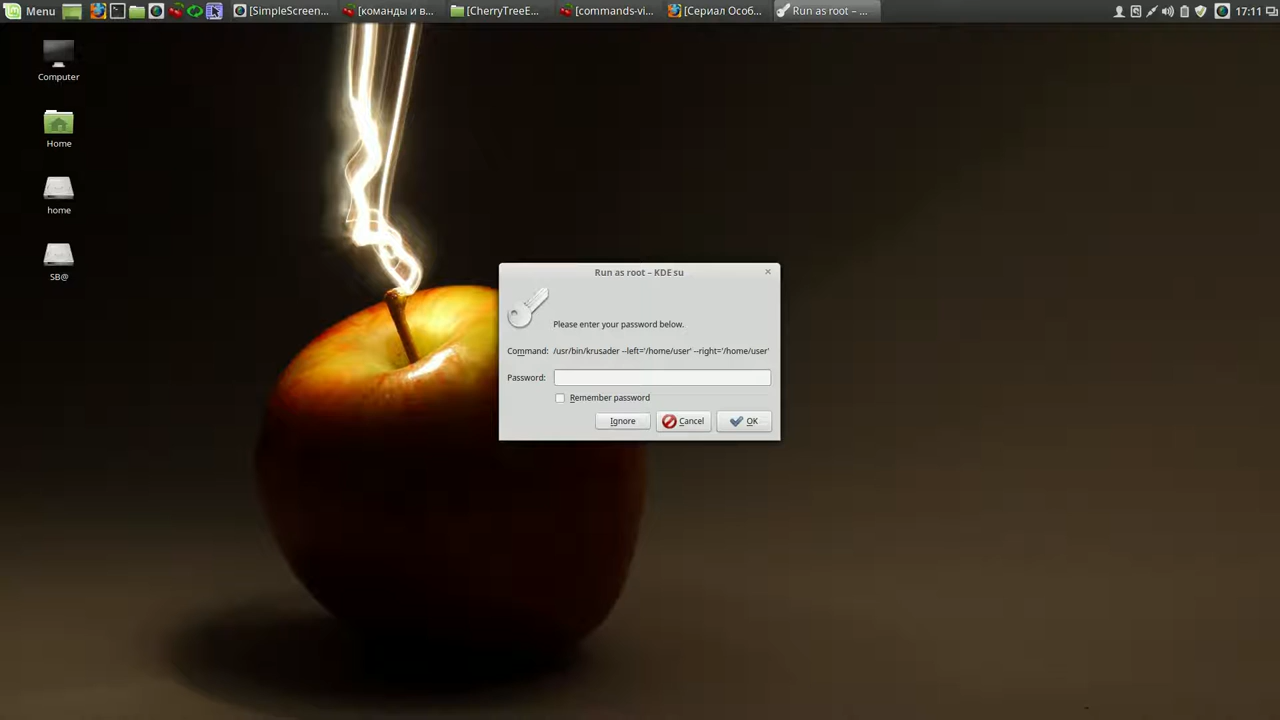 Menu [SimpleScreen... [команды и в... [CherryTreeE... [commands-vi... [Сериал Особ... Run as root – ... 17:11
Computer
Home
home
SB@
Run as root – KDE su
Please enter your password below.
Command: /usr/bin/krusader --left='/home/user' --right='/home/user'
Password:
Remember password
Ignore Cancel OK